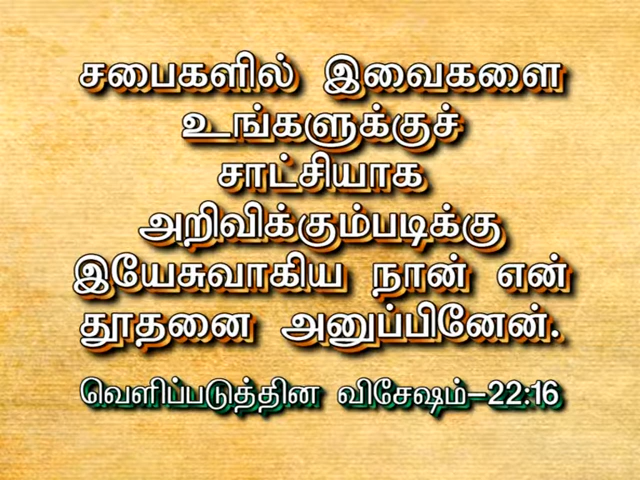 சபைகளில் இவைகளை
உங்களுக்குச்
சாட்சியாக
அறிவிக்கும்படிக்கு
இயேசுவாகிய நான் என்
தூதனை அனுப்பினேன்.
வெளிப்படுத்தின விசேஷம்–22:16